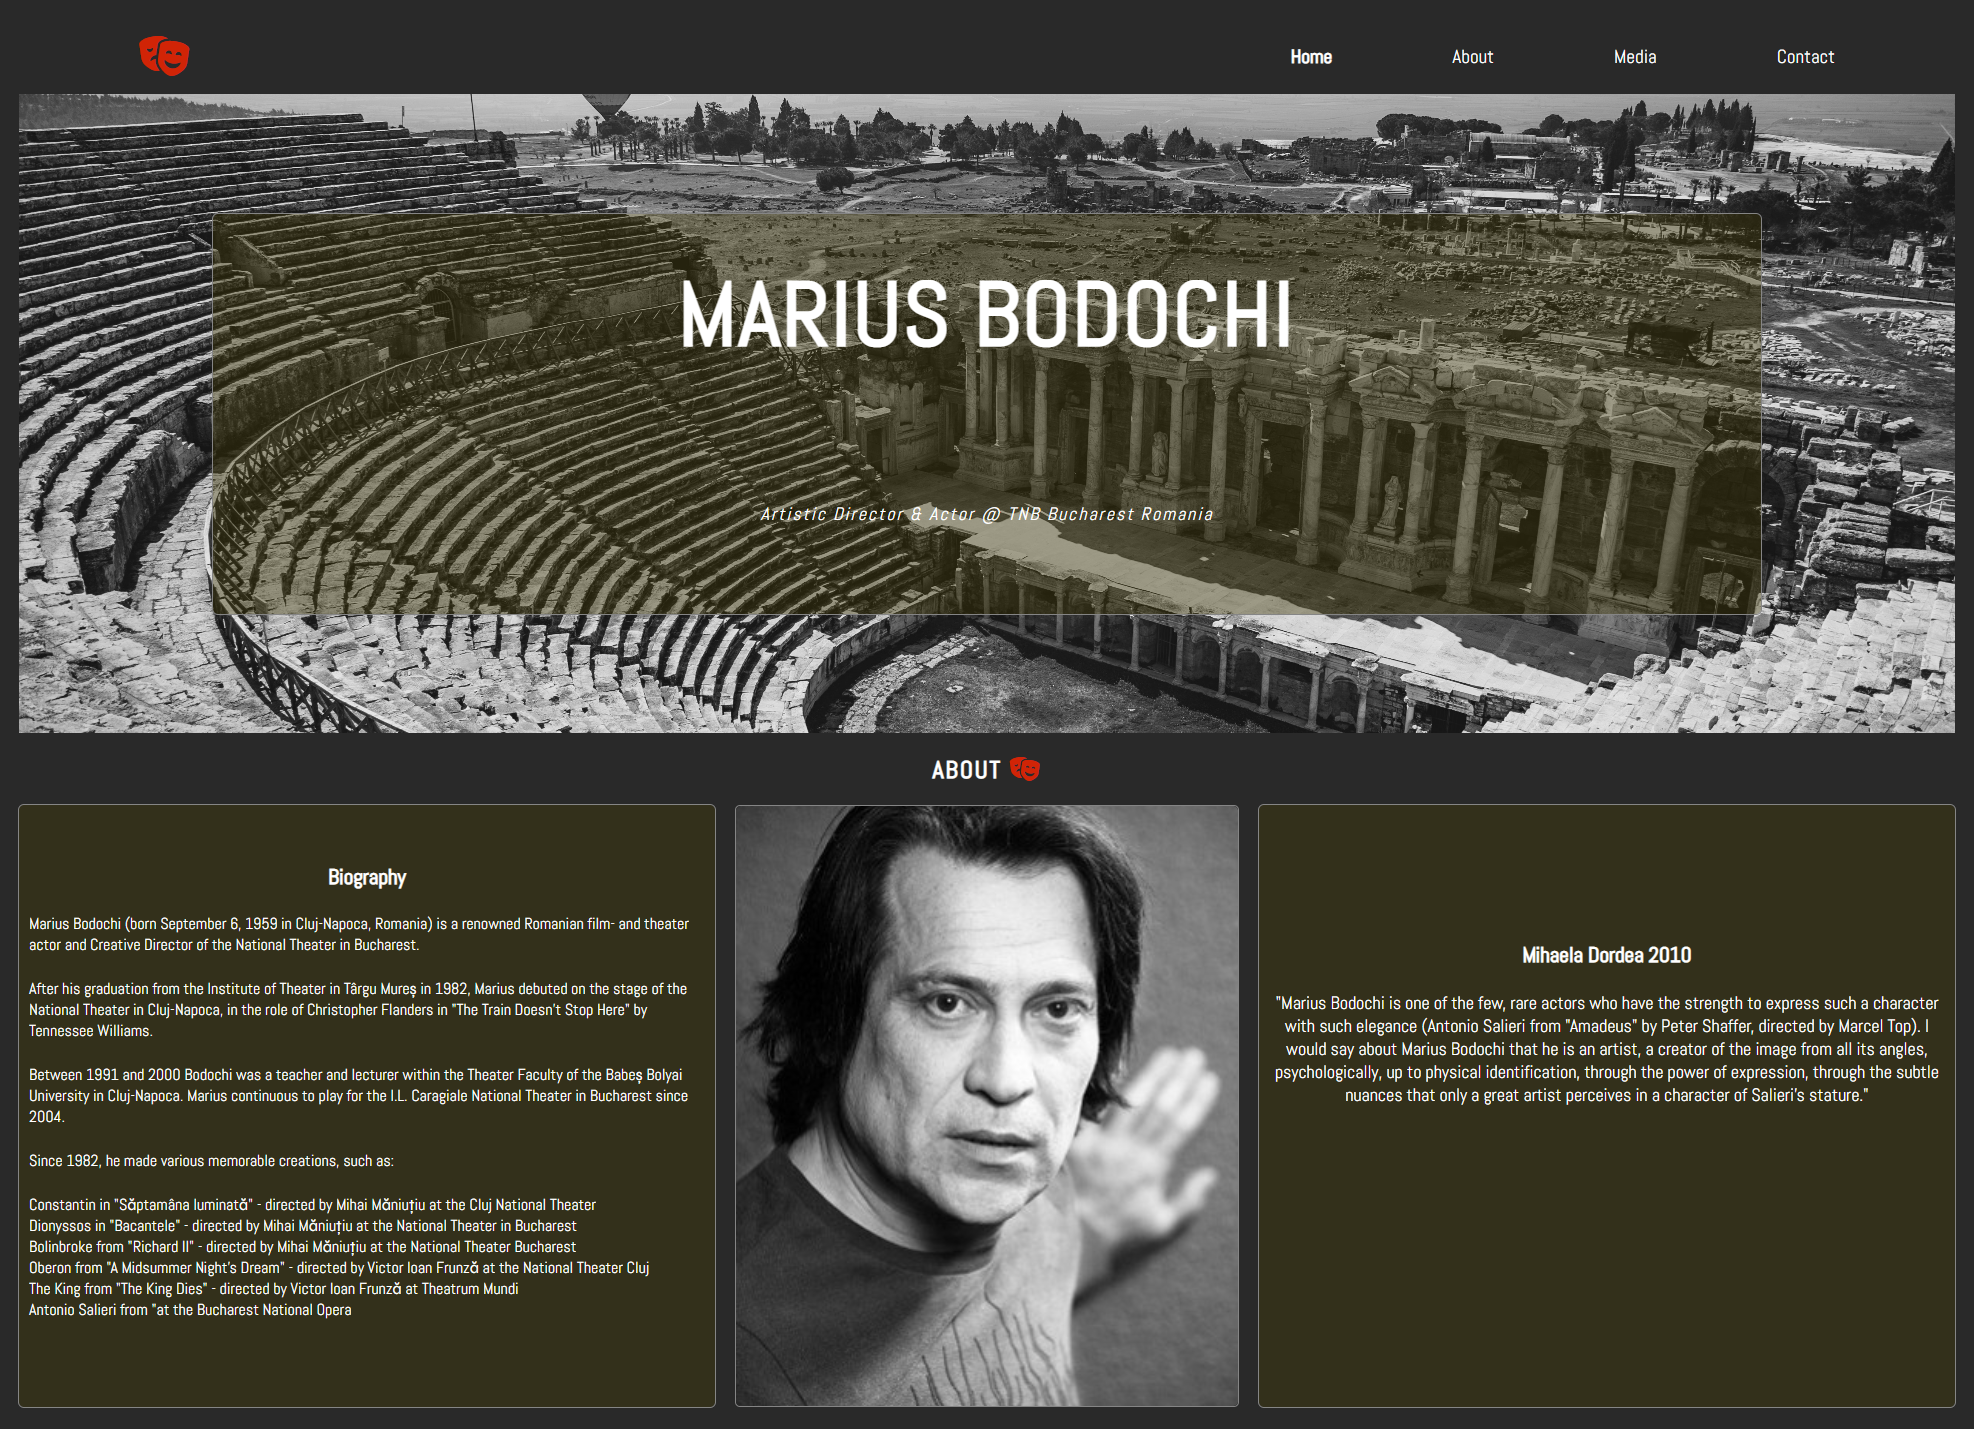 Home About Media Contact
MARIUS BODOCHI
Artistic Director & Actor @ TNB Bucharest Romania
ABOUT
Biography
Marius Bodochi (born September 6, 1959 in Cluj-Napoca, Romania) is a renowned Romanian film- and theater
actor and Creative Director of the National Theater in Bucharest.
After his graduation from the Institute of Theater in Târgu Mureș in 1982, Marius debuted on the stage of the
National Theater in Cluj-Napoca, in the role of Christopher Flanders in "The Train Doesn't Stop Here" by
Tennessee Williams.
Between 1991 and 2000 Bodochi was a teacher and lecturer within the Theater Faculty of the Babeș Bolyai
University in Cluj-Napoca. Marius continuous to play for the I.L. Caragiale National Theater in Bucharest since
2004.
Since 1982, he made various memorable creations, such as:
Constantin in "Săptamâna luminată" - directed by Mihai Măniuțiu at the Cluj National Theater
Dionyssos in "Bacantele" - directed by Mihai Măniuțiu at the National Theater in Bucharest
Bolinbroke from "Richard II" - directed by Mihai Măniuțiu at the National Theater Bucharest
Oberon from "A Midsummer Night's Dream" - directed by Victor Ioan Frunză at the National Theater Cluj
The King from "The King Dies" - directed by Victor Ioan Frunză at Theatrum Mundi
Antonio Salieri from "at the Bucharest National Opera
Mihaela Dordea 2010
"Marius Bodochi is one of the few, rare actors who have the strength to express such a character
with such elegance (Antonio Salieri from "Amadeus" by Peter Shaffer, directed by Marcel Top). I
would say about Marius Bodochi that he is an artist, a creator of the image from all its angles,
psychologically, up to physical identification, through the power of expression, through the subtle
nuances that only a great artist perceives in a character of Salieri's stature."